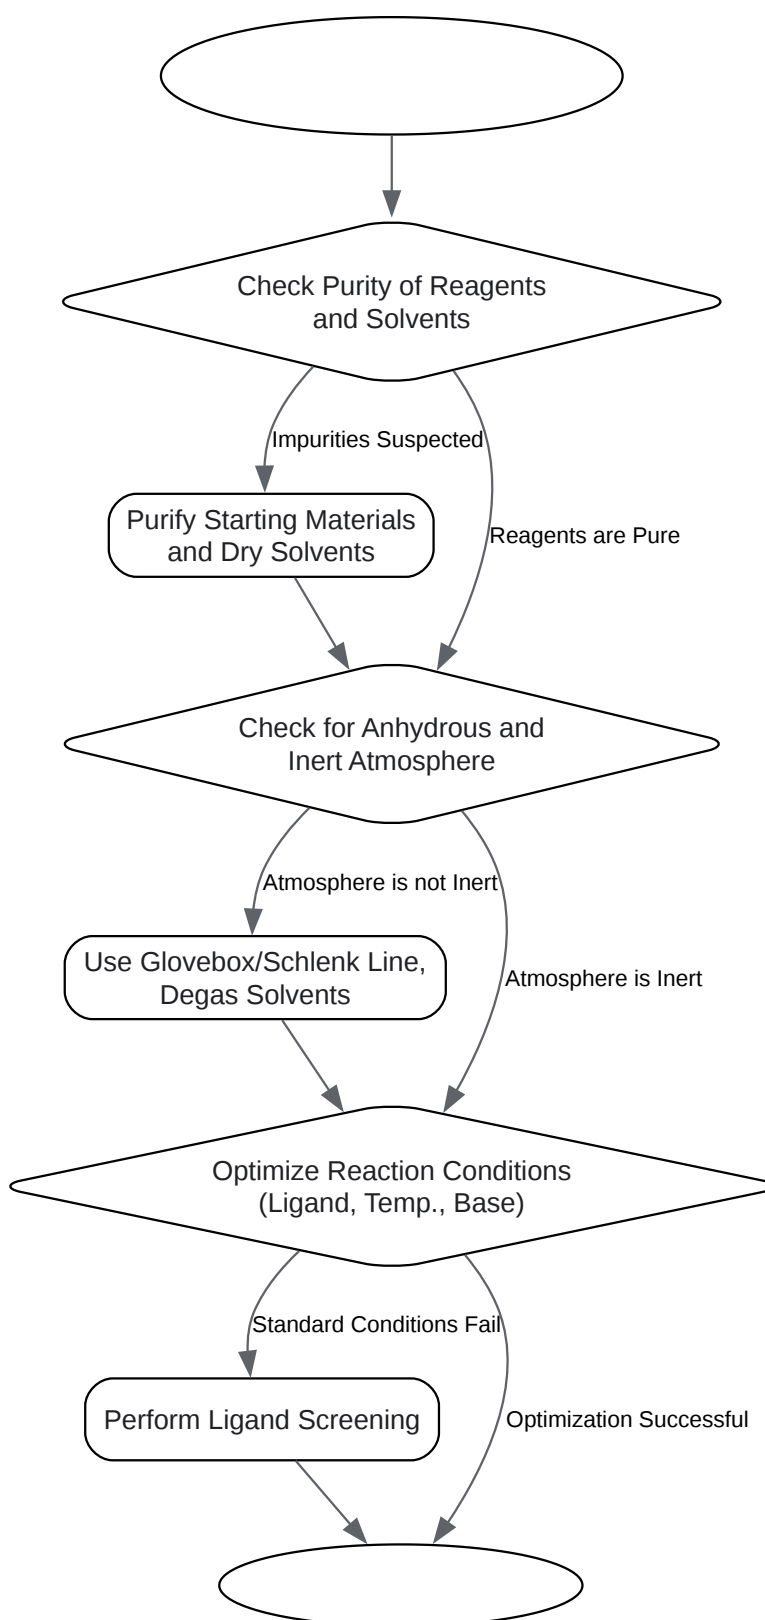 Check Purity of Reagents
and Solvents
Impurities Suspected
Purify Starting Materials
and Dry Solvents
Reagents are Pure
Check for Anhydrous and
Inert Atmosphere
Atmosphere is not Inert
Use Glovebox/Schlenk Line,
Degas Solvents
Atmosphere is Inert
Optimize Reaction Conditions
(Ligand, Temp., Base)
Standard Conditions Fail
Perform Ligand Screening
Optimization Successful